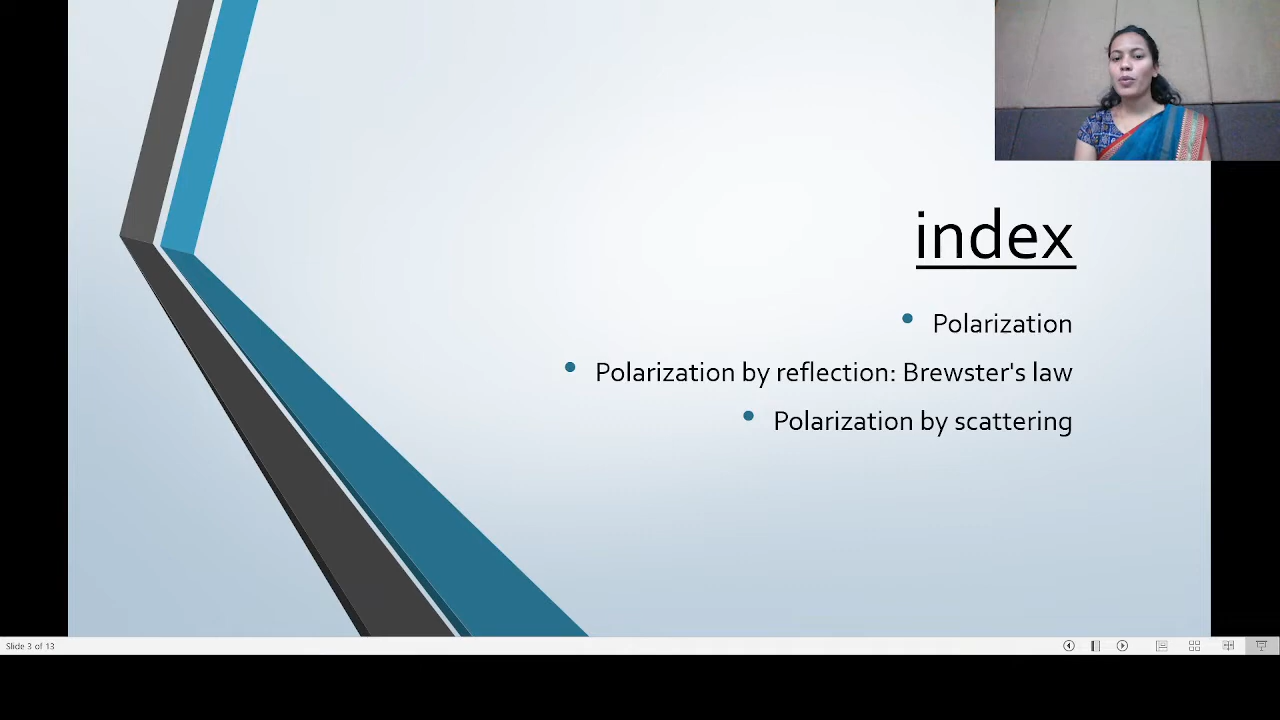 index
• Polarization
• Polarization by reflection: Brewster's law
• Polarization by scattering
Slide 3 of 13